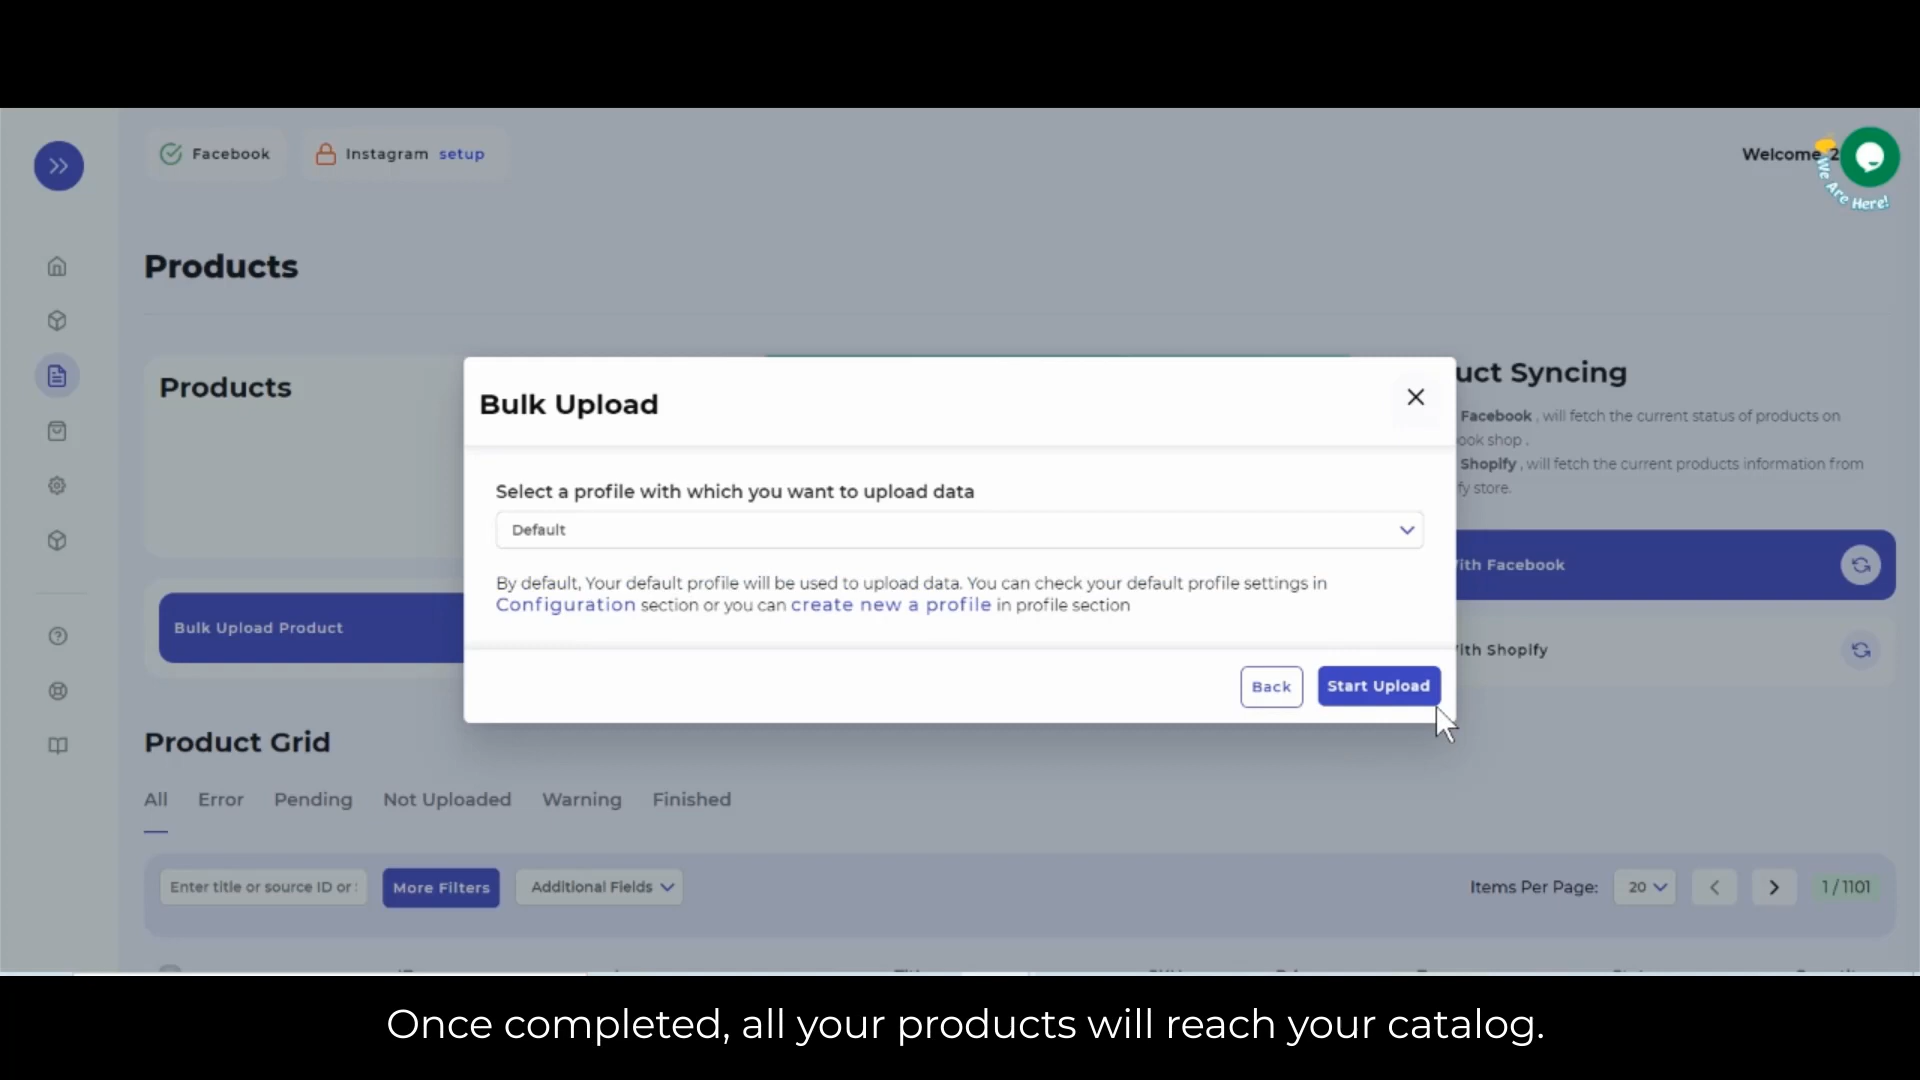 Facebook
Instagram setup
Welcome 2
We Are Here!
Products
Products
Bulk Upload
uct Syncing
Facebook , will fetch the current status of products on
ook shop .
Shopify , will fetch the current products information from
fy store.
Select a profile with which you want to upload data
Default
By default, Your default profile will be used to upload data. You can check your default profile settings in
Configuration section or you can create new a profile in profile section
ith Facebook
Bulk Upload Product
ith Shopify
Back
Start Upload
Product Grid
All
Error
Pending
Not Uploaded
Warning
Finished
Enter title or source ID or
More Filters
Additional Fields
Items Per Page:
20
1 / 1101
Once completed, all your products will reach your catalog.